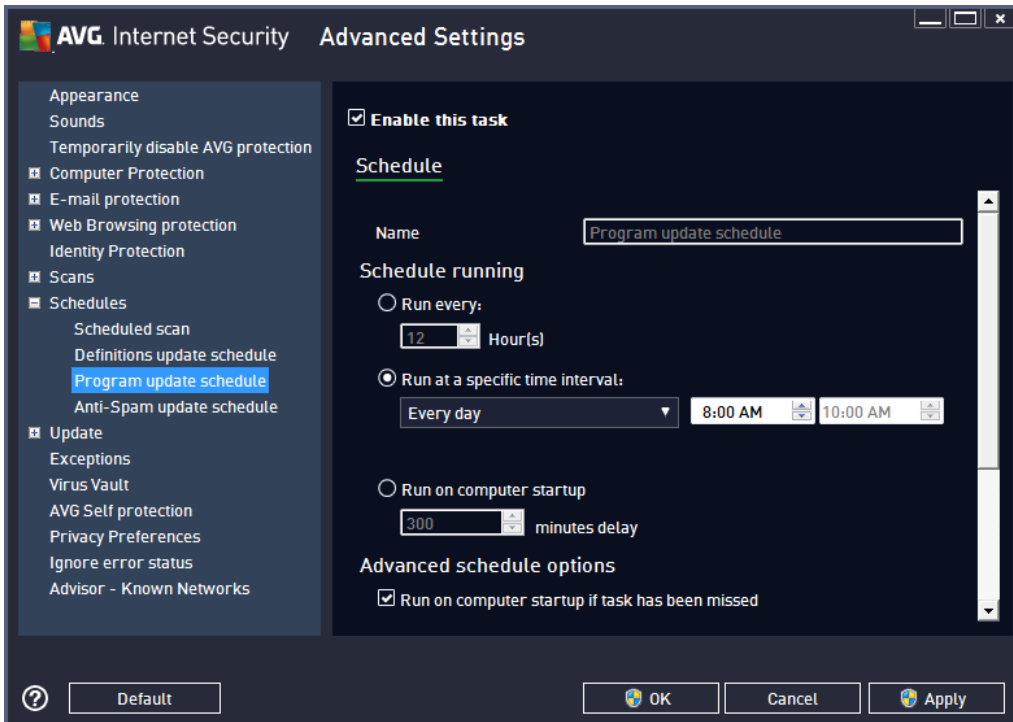 AVG Internet Security Advanced Settings
Appearance
Sounds
Temporarily disable AVG protection
Computer Protection
E-mail protection
Web Browsing protection
Identity Protection
Scans
Schedules
Scheduled scan
Definitions update schedule
Program update schedule
Anti-Spam update schedule
Update
Exceptions
Virus Vault
AVG Self protection
Privacy Preferences
Ignore error status
Advisor - Known Networks
Enable this task
Schedule
Name Program update schedule
Schedule running
Run every:
12 Hour(s)
Run at a specific time interval:
Every day 8:00 AM 10:00 AM
Run on computer startup
300 minutes delay
Advanced schedule options
Run on computer startup if task has been missed
? Default OK Cancel Apply